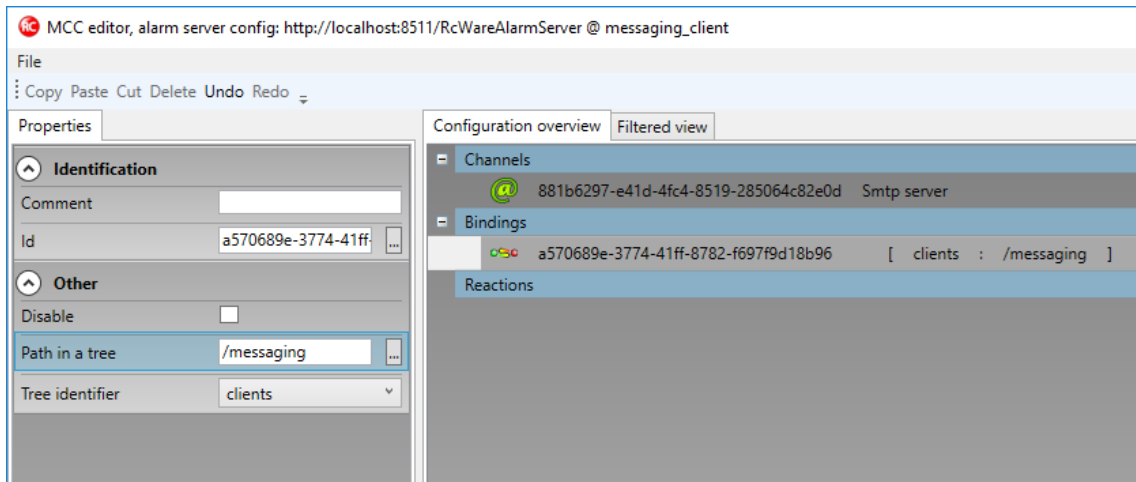 RC MCC editor, alarm server config: http://localhost:8511/RcWareAlarmServer @ messaging_client
File
Copy Paste Cut Delete Undo Redo
Properties
Configuration overview Filtered view
Identification
Comment
Id a570689e-3774-41ff- ...
Other
Disable
Path in a tree /messaging ...
Tree identifier clients
Channels
@ 881b6297-e41d-4fc4-8519-285064c82e0d Smtp server
Bindings
a570689e-3774-41ff-8782-f697f9d18b96 [ clients : /messaging ]
Reactions